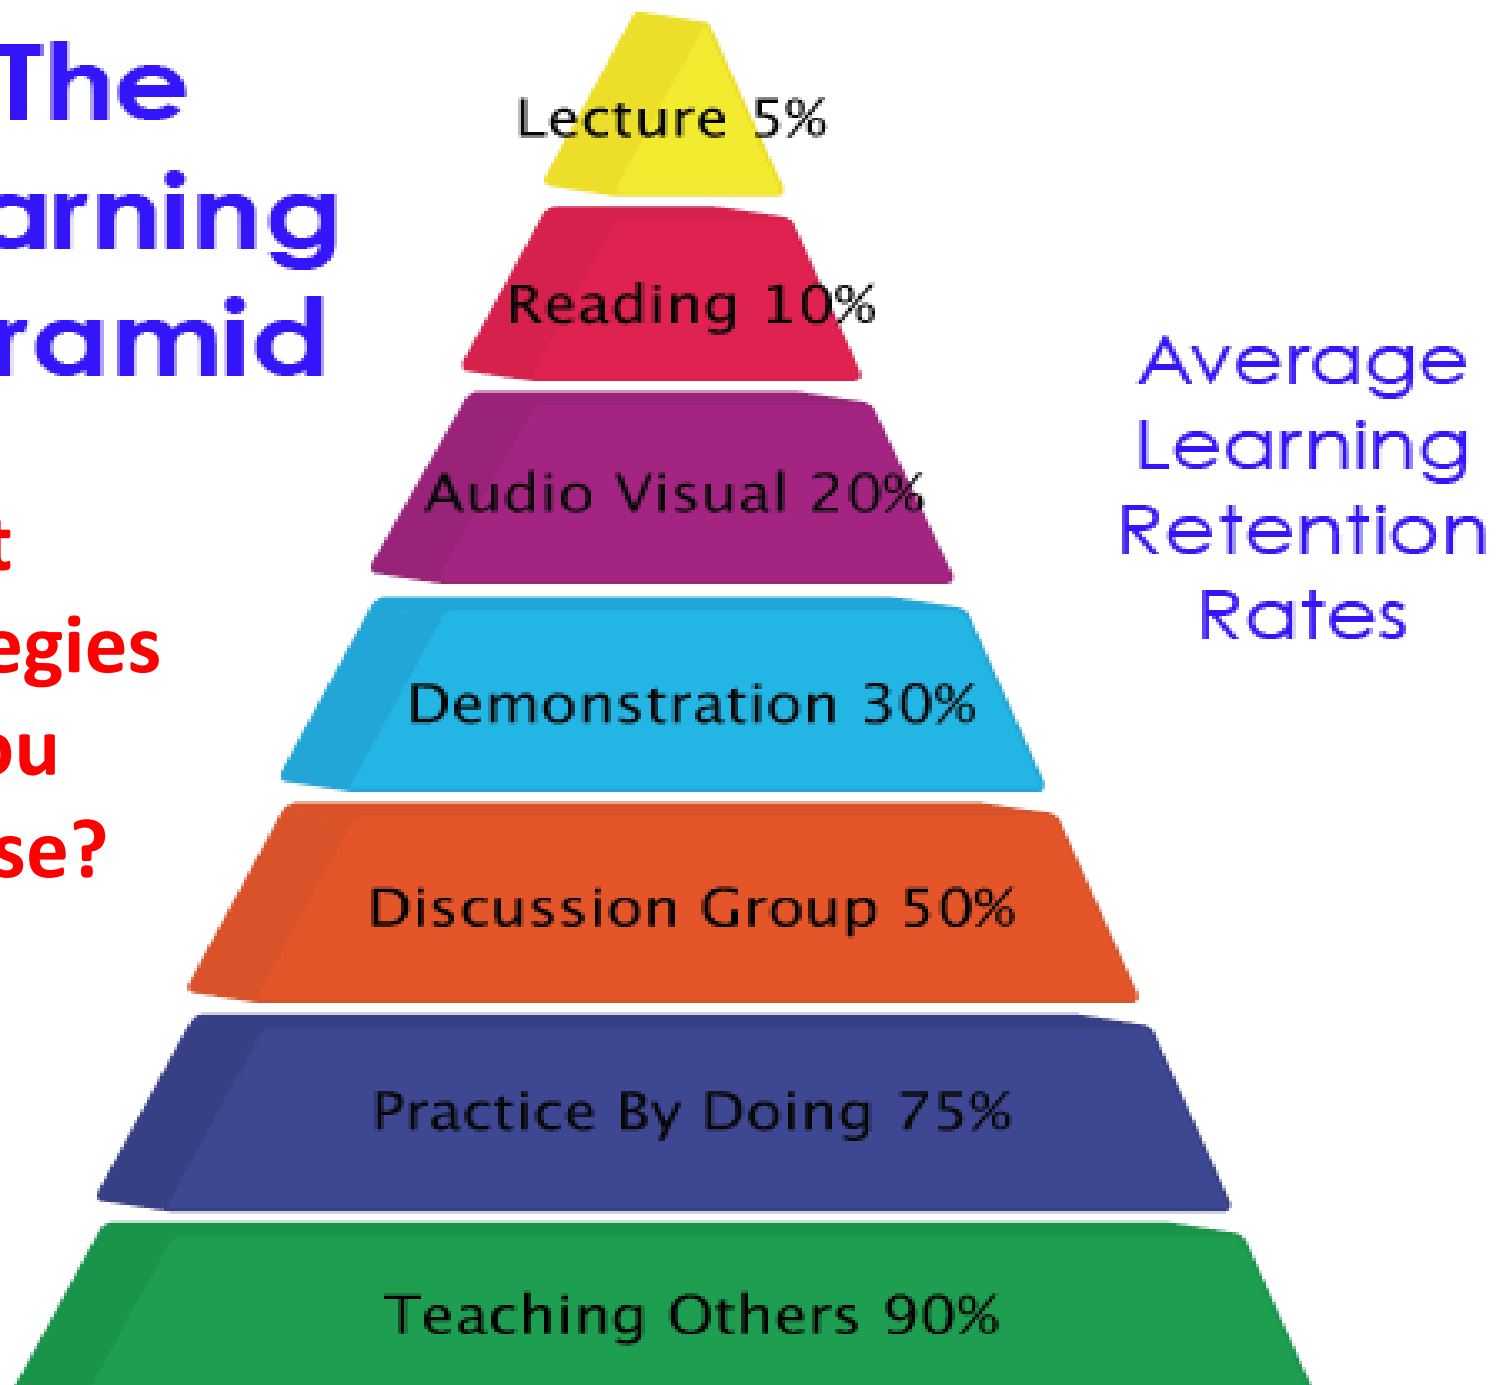 The
arning
ramid
t
egies
ou
se?
Lecture 5%
Reading 10%
Audio Visual 20%
Demonstration 30%
Discussion Group 50%
Practice By Doing 75%
Teaching Others 90%
Average
Learning
Retention
Rates